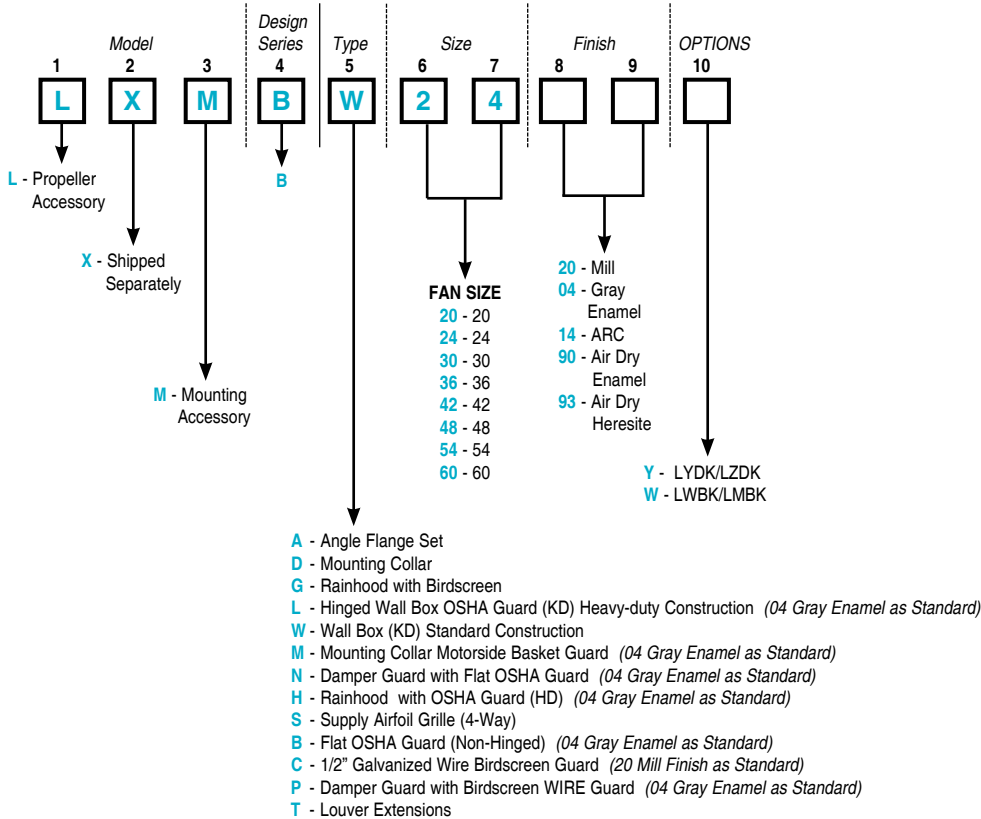 Model
Design
Series
Type
Size
Finish
OPTIONS
1 2 3 4 5 6 7 8 9 10
L X M B W 2 4
L - Propeller
Accessory
B
X - Shipped
Separately
M - Mounting
Accessory
FAN SIZE
20 - 20
24 - 24
30 - 30
36 - 36
42 - 42
48 - 48
54 - 54
60 - 60
20 - Mill
04 - Gray
Enamel
14 - ARC
90 - Air Dry
Enamel
93 - Air Dry
Heresite
Y - LYDK/LZDK
W - LWBK/LMBK
A - Angle Flange Set
D - Mounting Collar
G - Rainhood with Birdscreen
L - Hinged Wall Box OSHA Guard (KD) Heavy-duty Construction (04 Gray Enamel as Standard)
W - Wall Box (KD) Standard Construction
M - Mounting Collar Motorside Basket Guard (04 Gray Enamel as Standard)
N - Damper Guard with Flat OSHA Guard (04 Gray Enamel as Standard)
H - Rainhood with OSHA Guard (HD) (04 Gray Enamel as Standard)
S - Supply Airfoil Grille (4-Way)
B - Flat OSHA Guard (Non-Hinged) (04 Gray Enamel as Standard)
C - 1/2" Galvanized Wire Birdscreen Guard (20 Mill Finish as Standard)
P - Damper Guard with Birdscreen WIRE Guard (04 Gray Enamel as Standard)
T - Louver Extensions